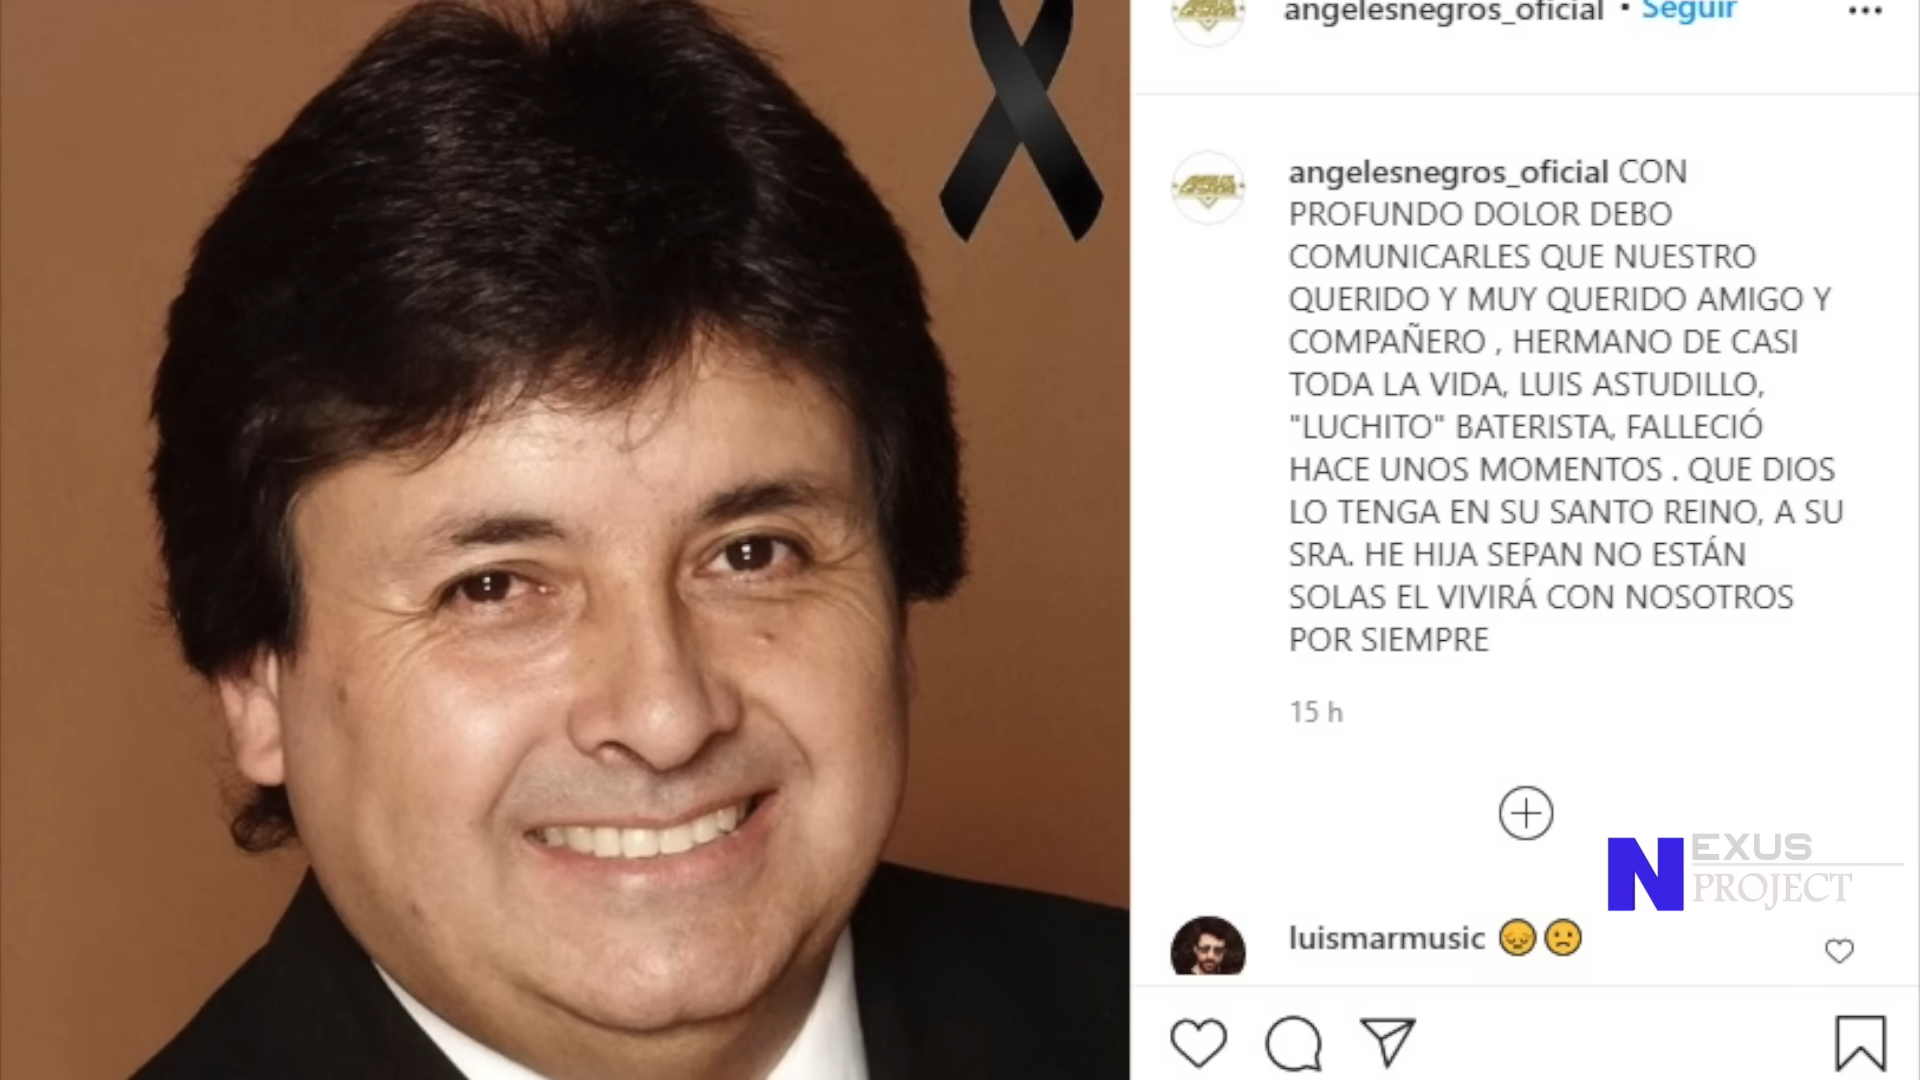 angelesnegros_oficial • Seguir
angelesnegros_oficial CON
PROFUNDO DOLOR DEBO
COMUNICARLES QUE NUESTRO
QUERIDO Y MUY QUERIDO AMIGO Y
COMPAÑERO , HERMANO DE CASI
TODA LA VIDA, LUIS ASTUDILLO,
"LUCHITO" BATERISTA, FALLECIÓ
HACE UNOS MOMENTOS . QUE DIOS
LO TENGA EN SU SANTO REINO, A SU
SRA. HE HIJA SEPAN NO ESTÁN
SOLAS EL VIVIRÁ CON NOSOTROS
POR SIEMPRE
15 h
NEXUS
PROJECT
luismarmusic 😞🙁